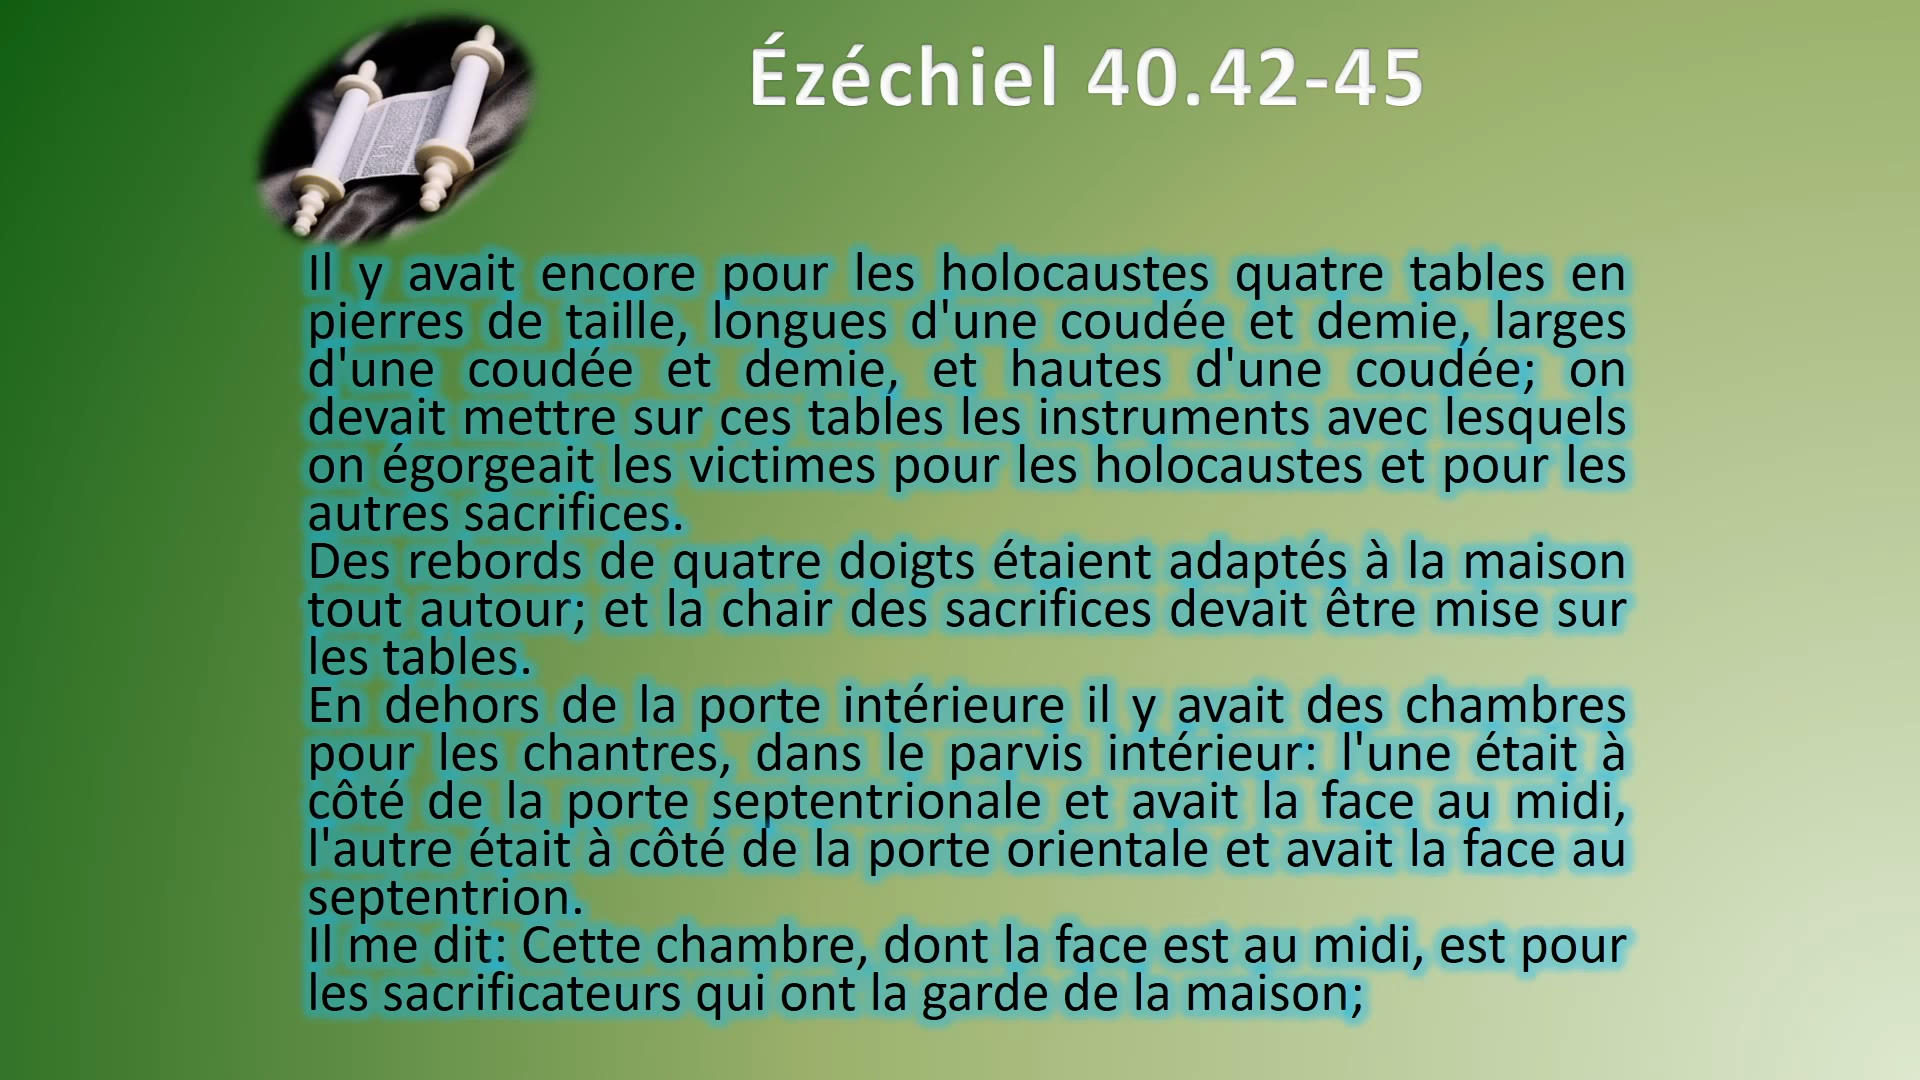 Ézéchiel 40.42-45
Il y avait encore pour les holocaustes quatre tables en
pierres de taille, longues d'une coudée et demie, larges
d'une coudée et demie, et hautes d'une coudée; on
devait mettre sur ces tables les instruments avec lesquels
on égorgeait les victimes pour les holocaustes et pour les
autres sacrifices.
Des rebords de quatre doigts étaient adaptés à la maison
tout autour; et la chair des sacrifices devait être mise sur
les tables.
En dehors de la porte intérieure il y avait des chambres
pour les chantres, dans le parvis intérieur: l'une était à
côté de la porte septentrionale et avait la face au midi,
l'autre était à côté de la porte orientale et avait la face au
septentrion.
Il me dit: Cette chambre, dont la face est au midi, est pour
les sacrificateurs qui ont la garde de la maison;